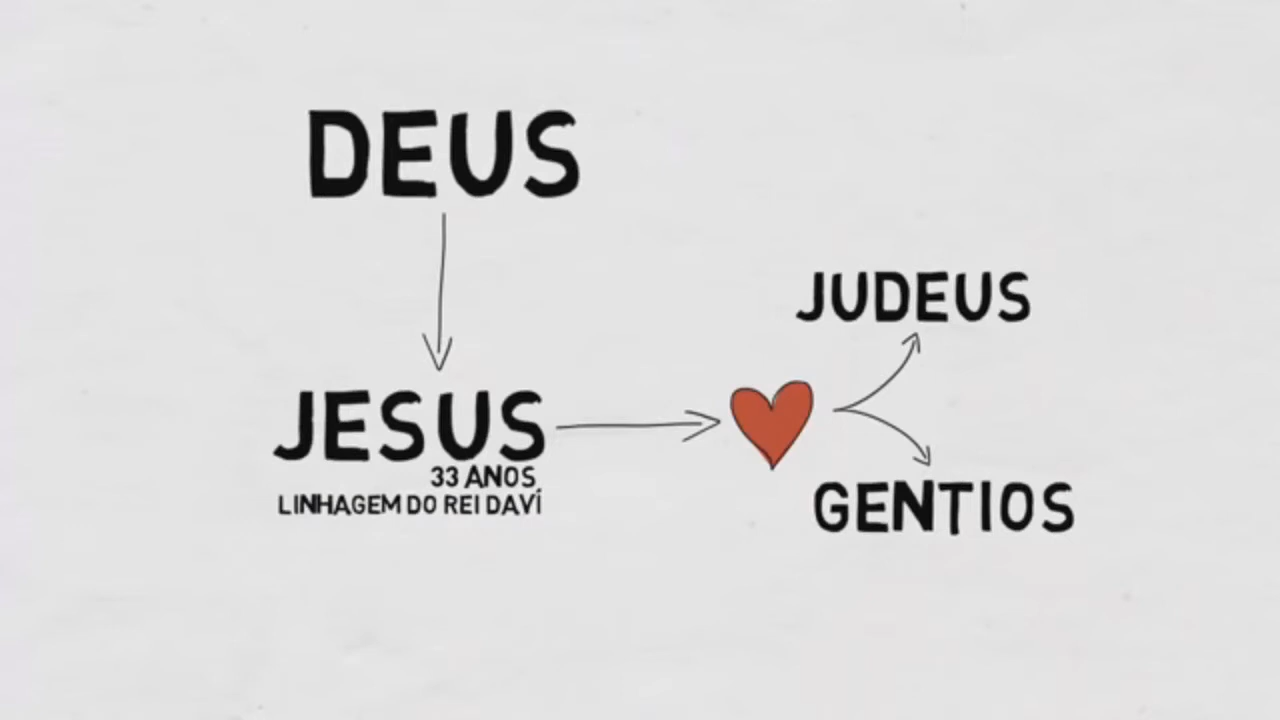 DEUS
JESUS
33 ANOS
LINHAGEM DO REI DAVÍ
JUDEUS
GENTIOS